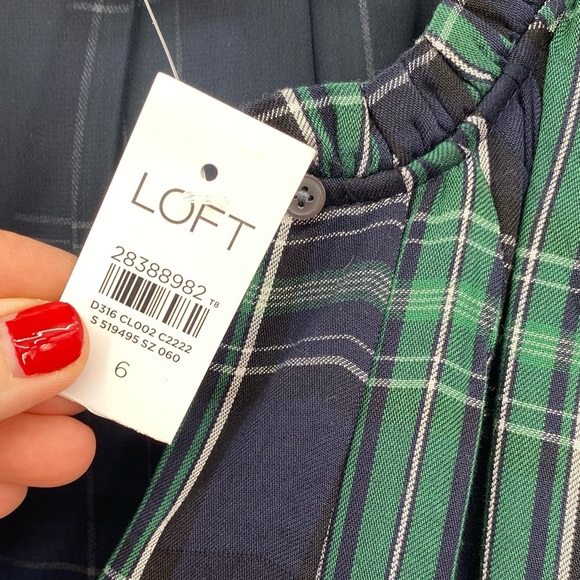 LOFT
28388982 T8
D316 CL002 C2222
S 519495 SZ 060
6